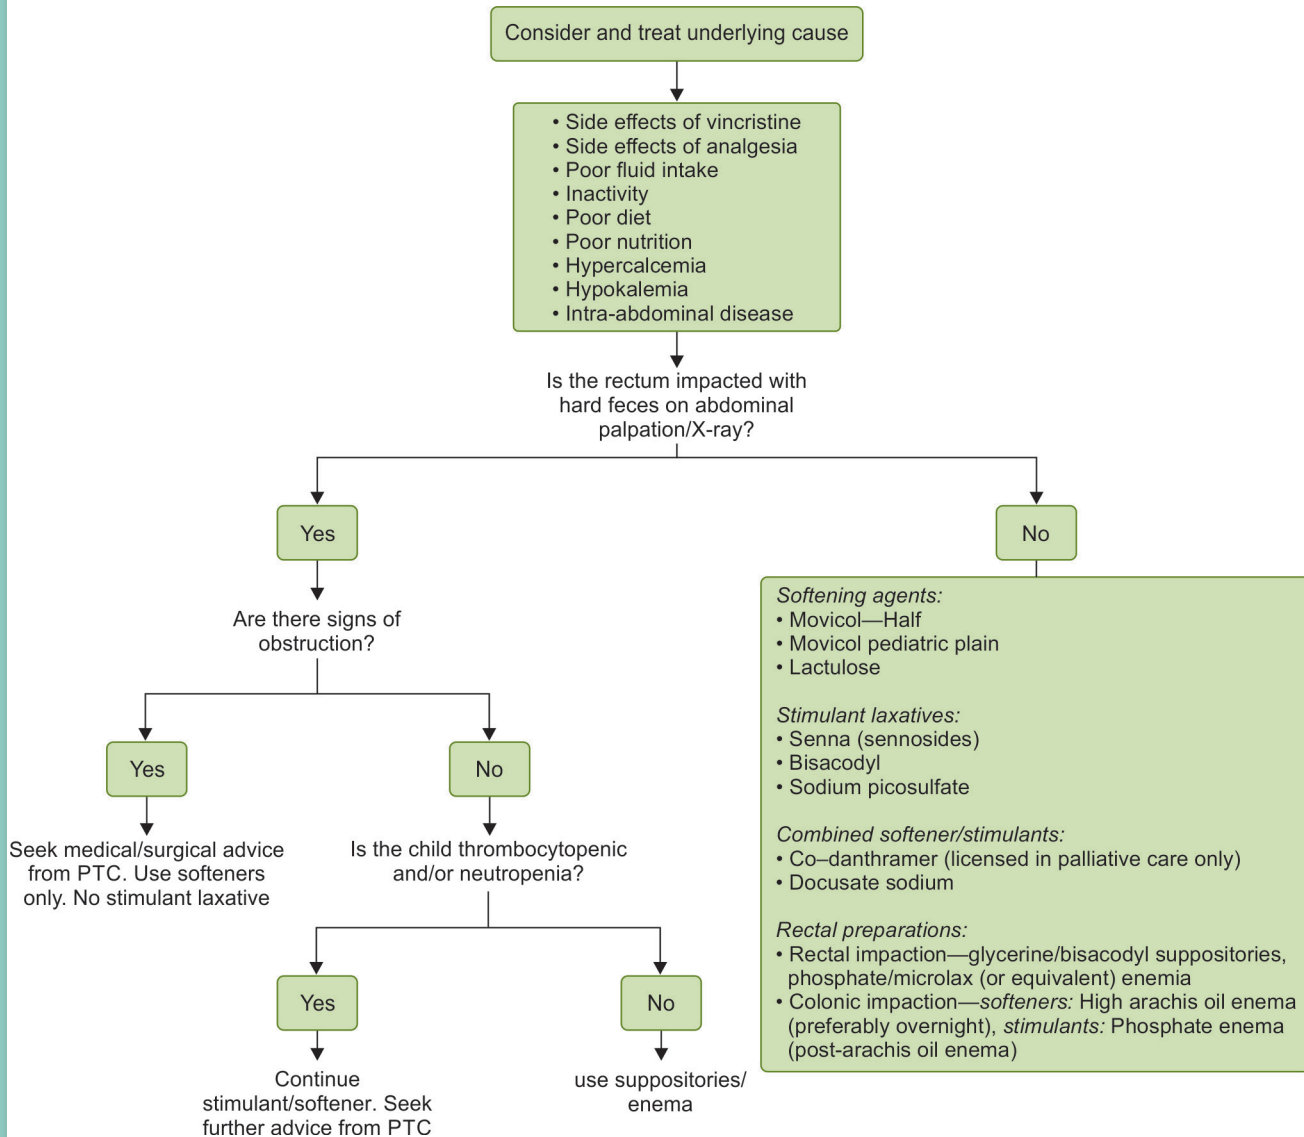 Consider and treat underlying cause
• Side effects of vincristine
• Side effects of analgesia
• Poor fluid intake
• Inactivity
• Poor diet
• Poor nutrition
• Hypercalcemia
• Hypokalemia
• Intra-abdominal disease
Is the rectum impacted with
hard feces on abdominal
palpation/X-ray?
Yes
Are there signs of
obstruction?
Yes
Seek medical/surgical advice
from PTC. Use softeners
only. No stimulant laxative
No
Is the child thrombocytopenic
and/or neutropenia?
Yes
Continue
stimulant/softener. Seek
further advice from PTC
No
use suppositories/
enema
No
Softening agents:
• Movicol—Half
• Movicol pediatric plain
• Lactulose
Stimulant laxatives:
• Senna (sennosides)
• Bisacodyl
• Sodium picosulfate
Combined softener/stimulants:
• Co–danthramer (licensed in palliative care only)
• Docusate sodium
Rectal preparations:
• Rectal impaction—glycerine/bisacodyl suppositories,
phosphate/microlax (or equivalent) enemia
• Colonic impaction—softeners: High arachis oil enema
(preferably overnight), stimulants: Phosphate enema
(post-arachis oil enema)